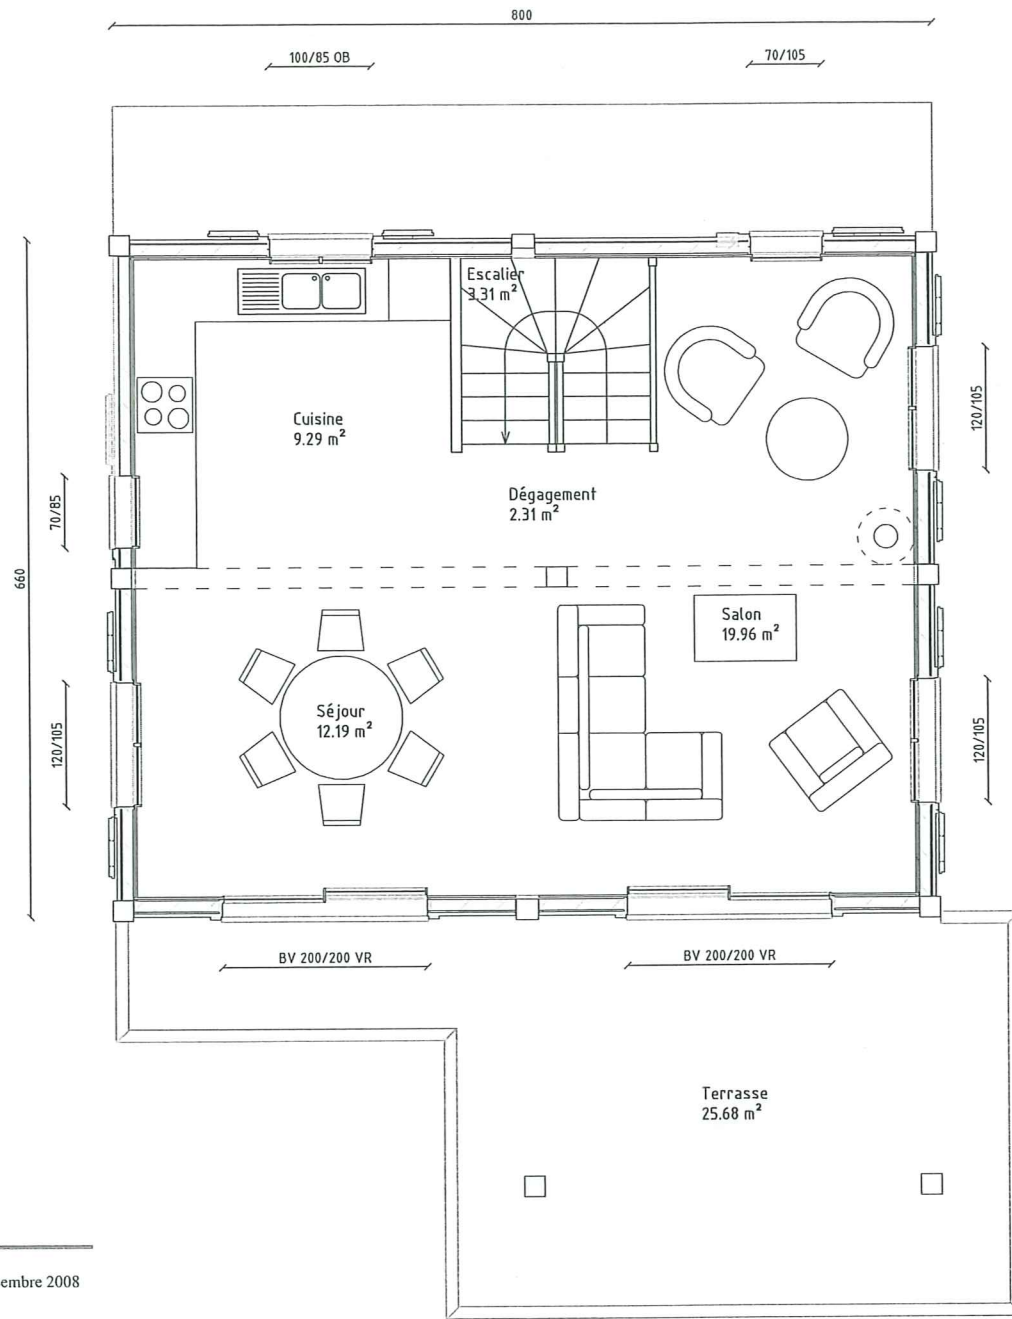 800
100/85 OB
70/105
Escalier
3.31 m²
Cuisine
9.29 m²
120/105
70/85
Dégagement
2.31 m²
660
Salon
19.96 m²
Séjour
12.19 m²
120/105
120/105
BV 200/200 VR
BV 200/200 VR
Terrasse
25.68 m²
embre 2008